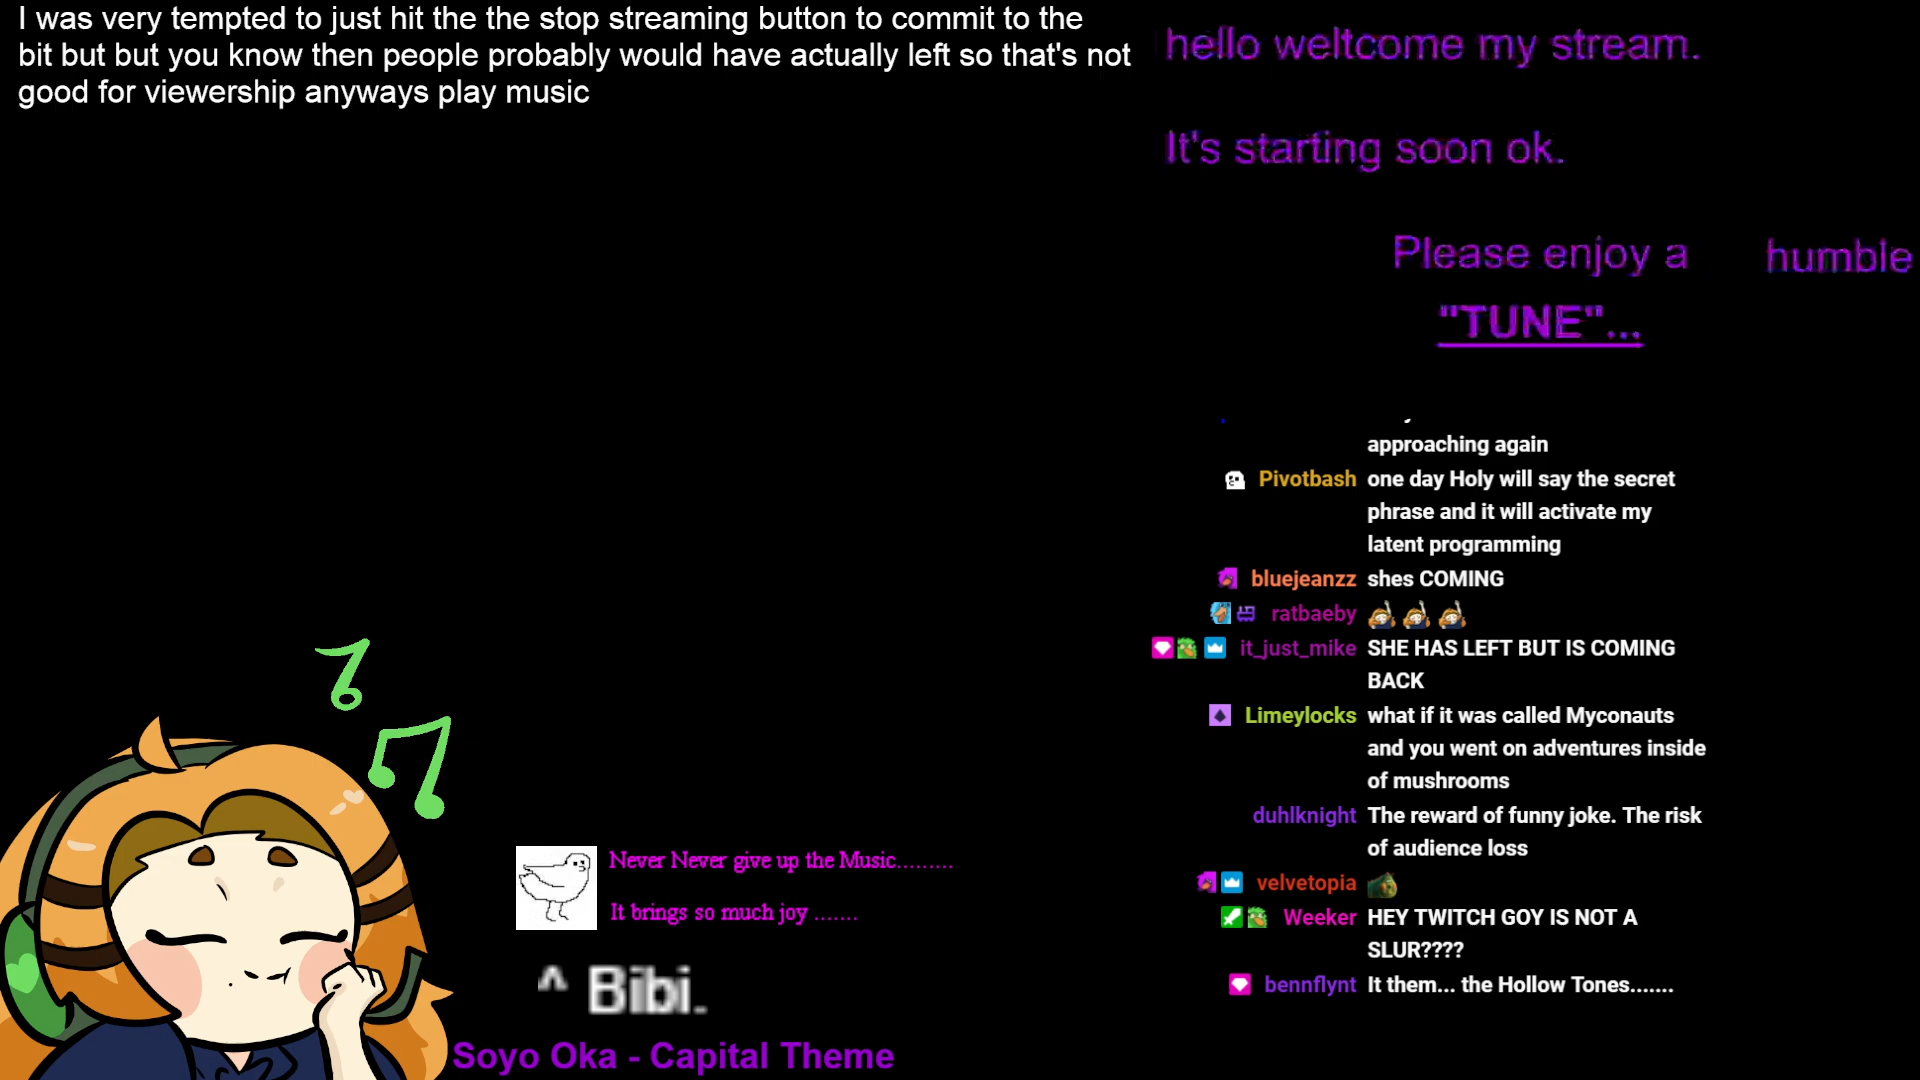 I was very tempted to just hit the the stop streaming button to commit to the
bit but but you know then people probably would have actually left so that's not
good for viewership anyways play music
hello weltcome my stream.
It's starting soon ok.
Please enjoy a humble
"TUNE"...
approaching again
Pivotbash one day Holy will say the secret
phrase and it will activate my
latent programming
bluejeanzz shes COMING
ratbaeby
it_just_mike SHE HAS LEFT BUT IS COMING
BACK
Limeylocks what if it was called Myconauts
and you went on adventures inside
of mushrooms
duhlknight The reward of funny joke. The risk
of audience loss
velvetopia
Weeker HEY TWITCH GOY IS NOT A
SLUR????
bennflynt It them... the Hollow Tones.......
Never Never give up the Music.........
It brings so much joy .......
^ Bibi.
Soyo Oka - Capital Theme